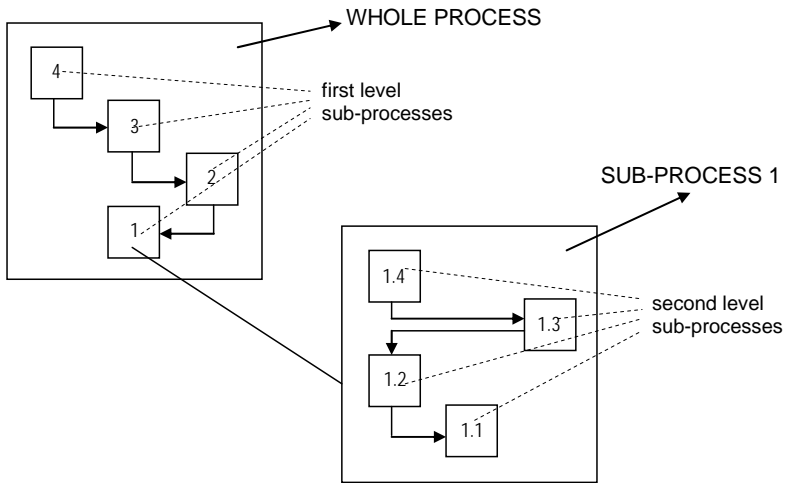 WHOLE PROCESS
4
first level
sub-processes
3
2
1
SUB-PROCESS 1
1.4
second level
sub-processes
1.3
1.2
1.1